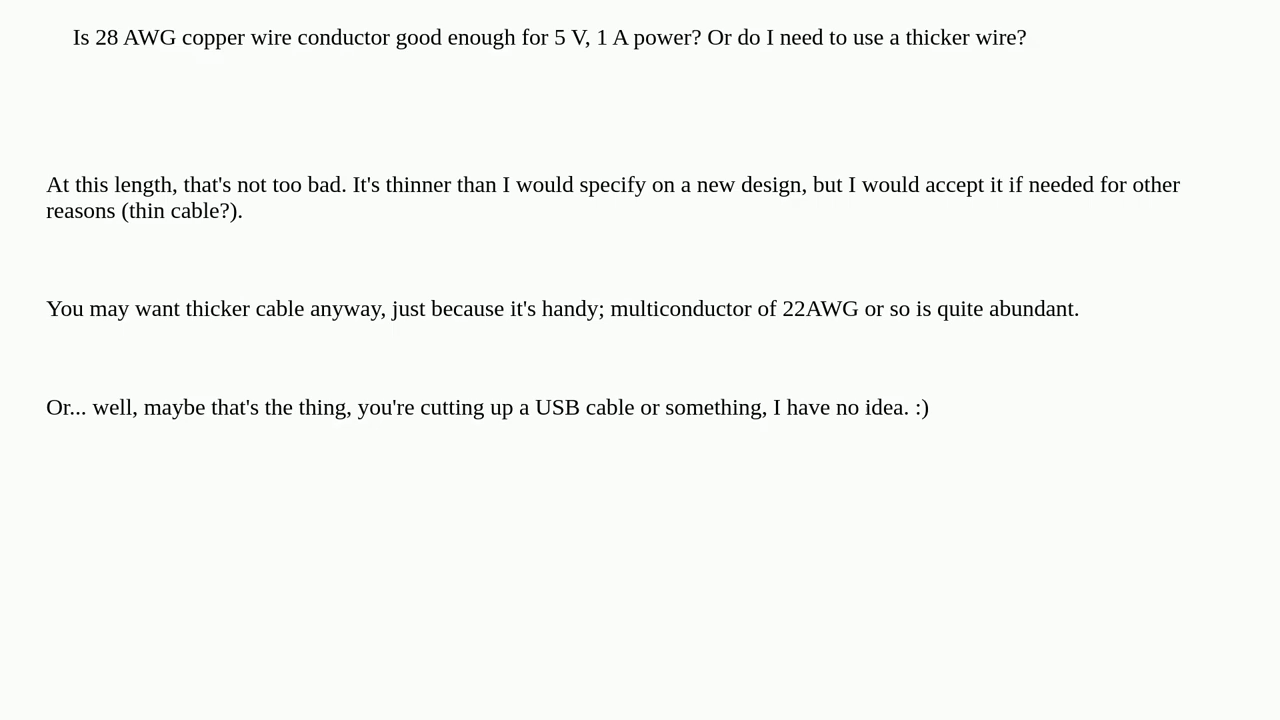 Is 28 AWG copper wire conductor good enough for 5 V, 1 A power? Or do I need to use a thicker wire?
At this length, that's not too bad. It's thinner than I would specify on a new design, but I would accept it if needed for other
reasons (thin cable?).
You may want thicker cable anyway, just because it's handy; multiconductor of 22AWG or so is quite abundant.
Or... well, maybe that's the thing, you're cutting up a USB cable or something, I have no idea. :)